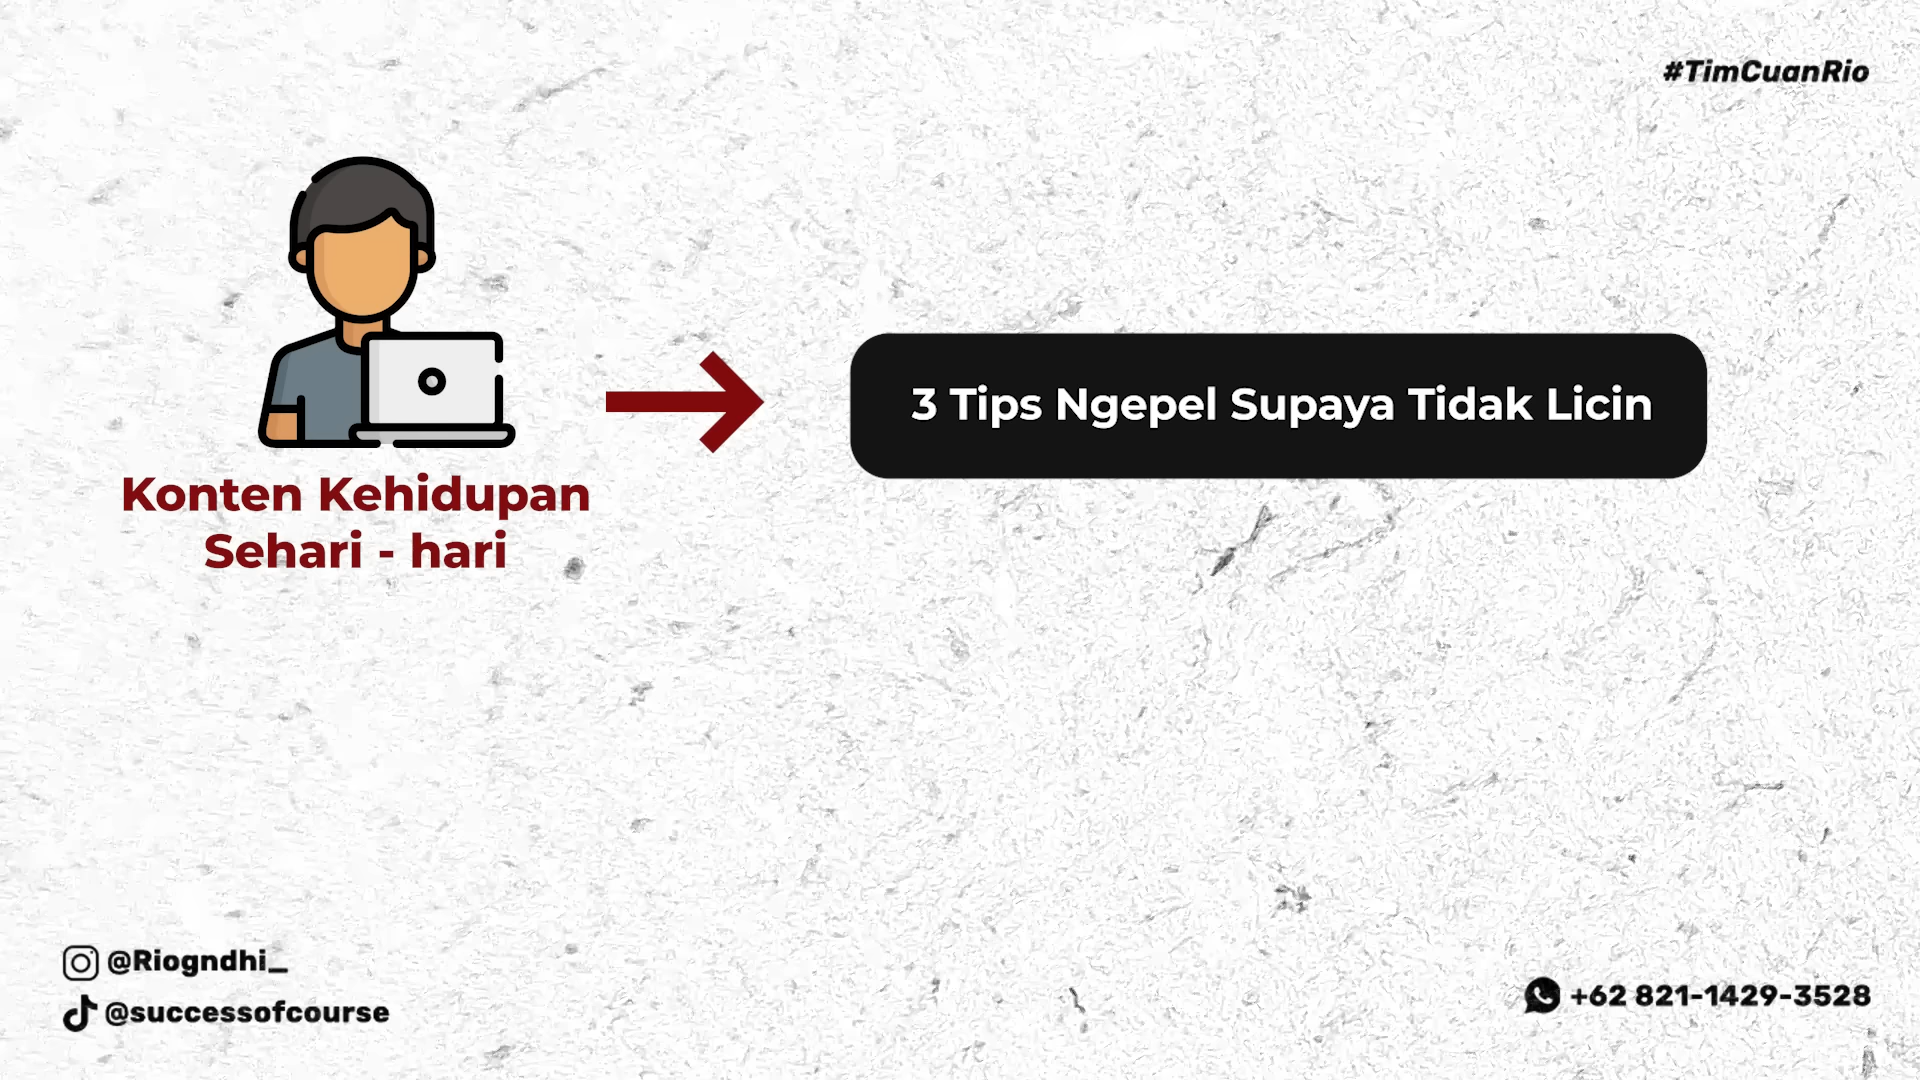 #TimCuanRio
3 Tips Ngepel Supaya Tidak Licin
Konten Kehidupan
Sehari - hari
@Riogndhi_
@successofcourse
+62 821-1429-3528